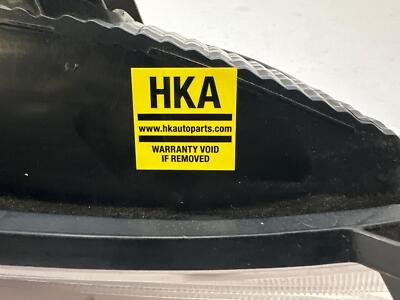 HKA
www.hkautoparts.com
WARRANTY VOID
IF REMOVED